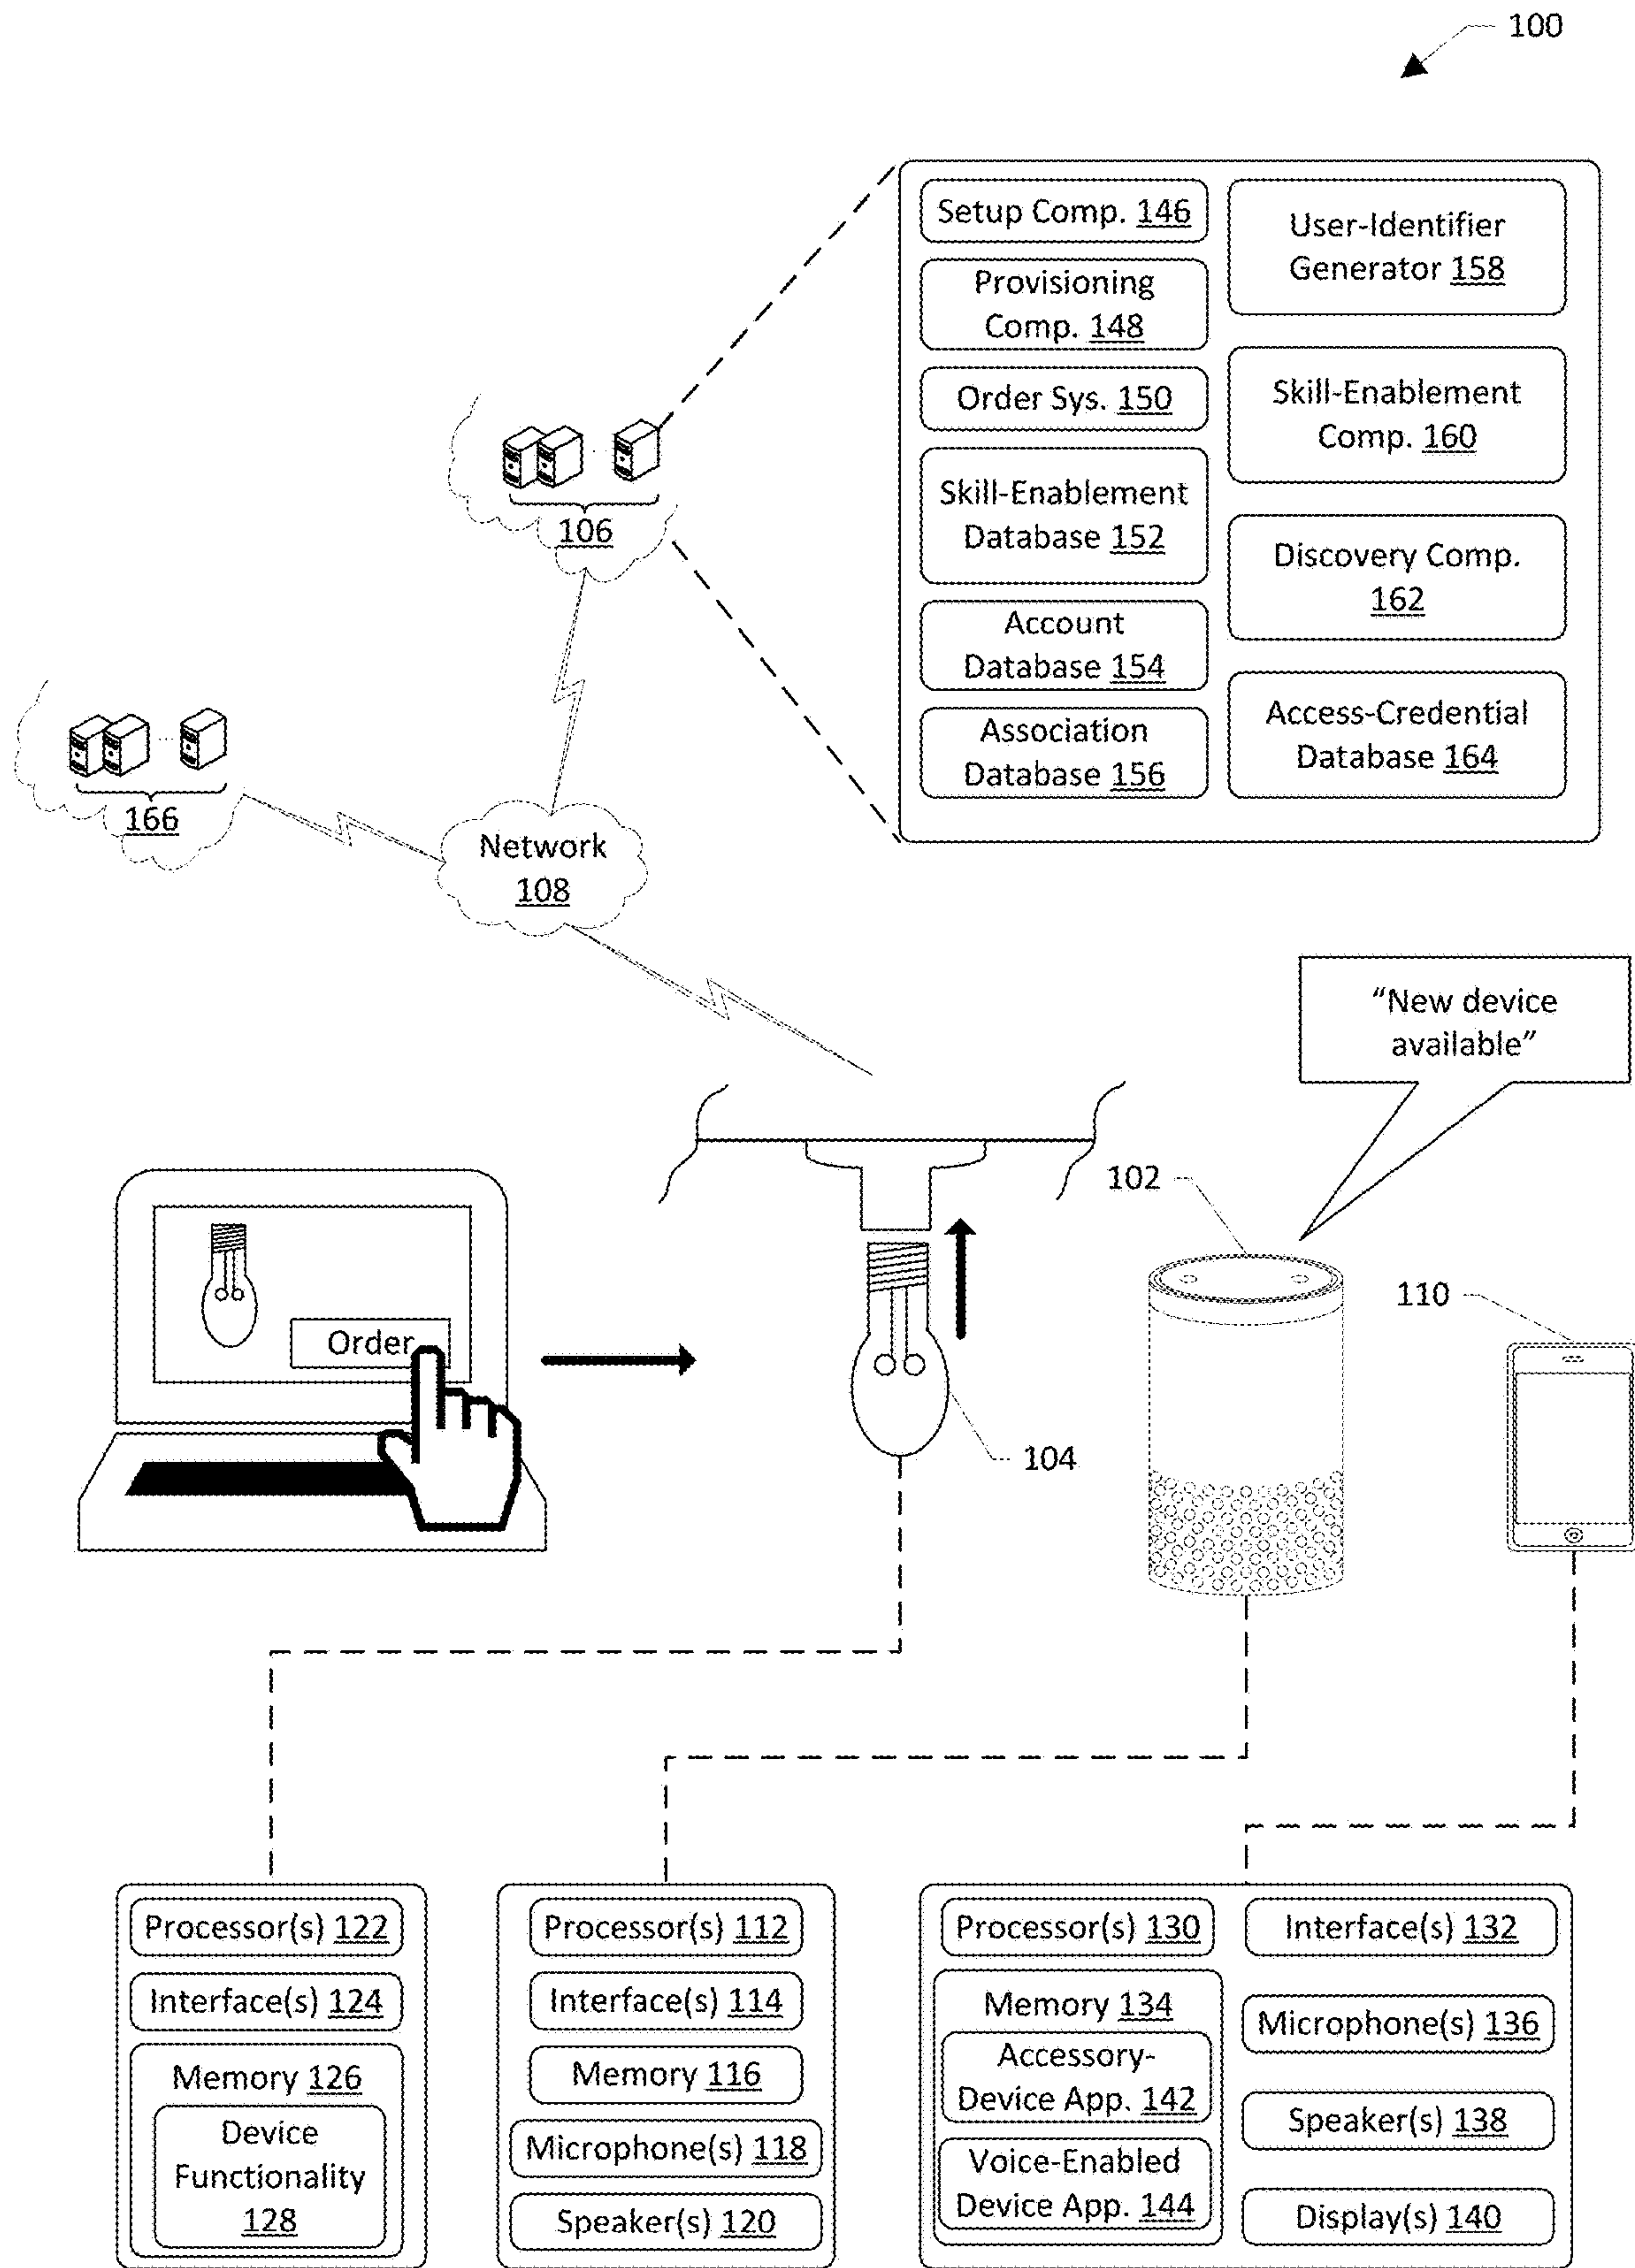 100
Setup Comp. 146
Provisioning
Comp. 148
Order Sys. 150
Skill-Enablement
Database 152
Account
Database 154
Association
Database 156
User-Identifier
Generator 158
Skill-Enablement
Comp. 160
Discovery Comp.
162
Access-Credential
Database 164
106
166
Network
108
“New device
available”
102
110
Order
104
Processor(s) 122
Interface(s) 124
Memory 126
Device
Functionality
128
Processor(s) 112
Interface(s) 114
Memory 116
Microphone(s) 118
Speaker(s) 120
Processor(s) 130
Memory 134
Accessory-
Device App. 142
Voice-Enabled
Device App. 144
Interface(s) 132
Microphone(s) 136
Speaker(s) 138
Display(s) 140